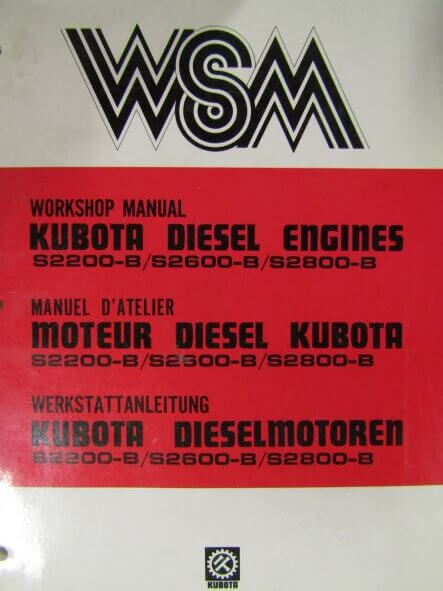 WSM
WORKSHOP MANUAL
KUBOTA DIESEL ENGINES
S2200-B/S2600-B/S2800-B
MANUEL D'ATELIER
MOTEUR DIESEL KUBOTA
S2200-B/S2600-B/S2800-B
WERKSTATTANLEITUNG
KUBOTA DIESELMOTOREN
S2200-B/S2600-B/S2800-B
KUBOTA